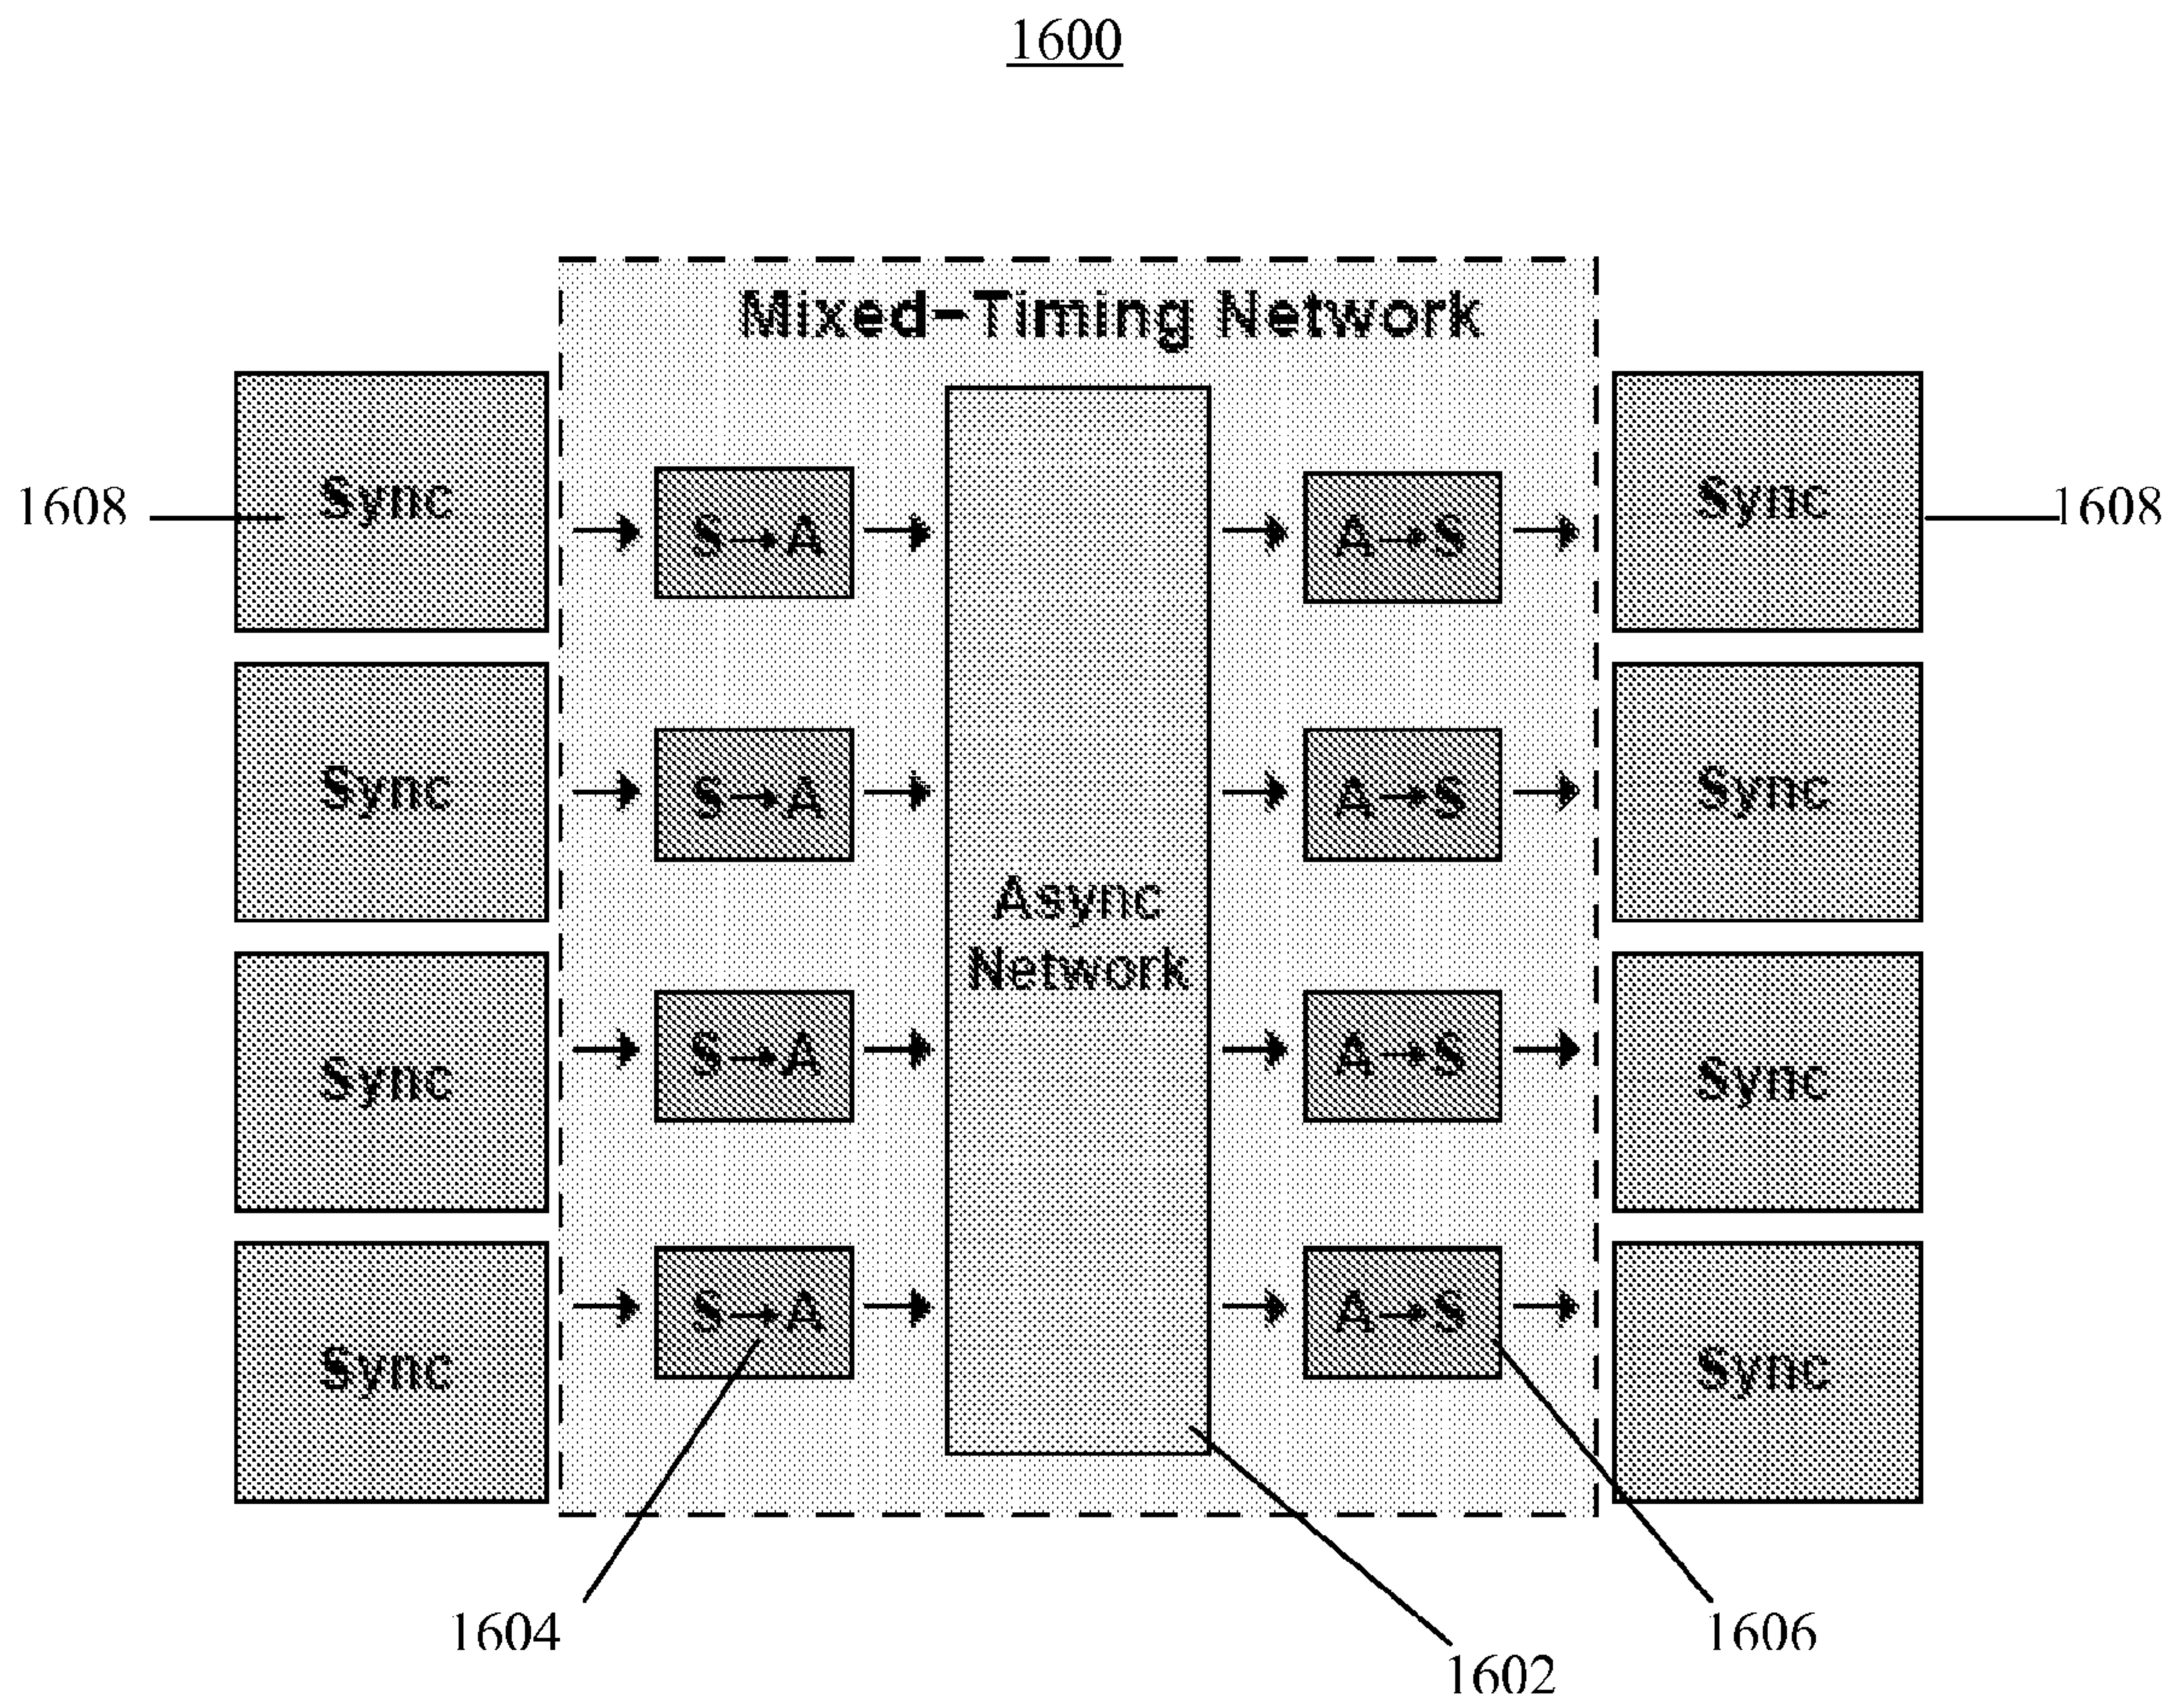 1600
Mixed-Timing Network
Sync
Sync
1608
1608
S→A
A→S
Sync
Sync
S→A
A→S
Async
Network
Sync
Sync
S→A
A→S
Sync
Sync
S→A
A→S
1604
1606
1602